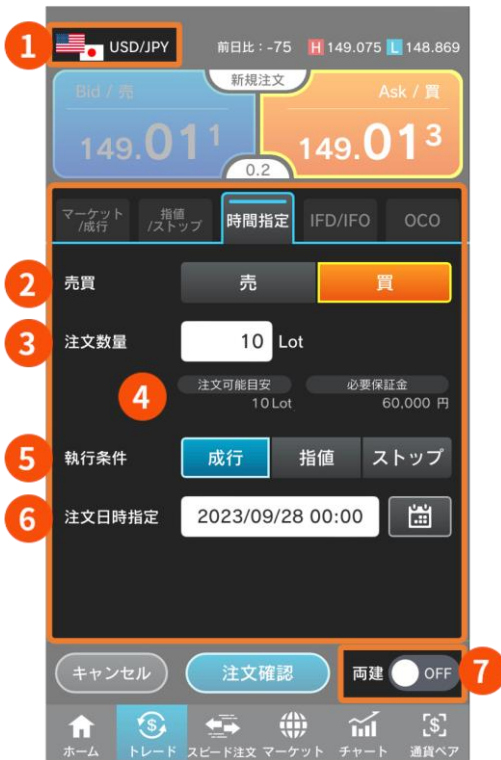 1
USD/JPY 前日比：-75 H 149.075 L 148.869
新規注文
Bid / 売 Ask / 買
149.011 149.013
0.2
マーケット/成行 指値/ストップ 時間指定 IFD/IFO OCO
2 売買 売 買
3 注文数量 10 Lot
4 注文可能目安 必要保証金
10 Lot 60,000 円
5 執行条件 成行 指値 ストップ
6 注文日時指定 2023/09/28 00:00
キャンセル 注文確認 両建 OFF 7
ホーム トレード スピード注文 マーケット チャート 通貨ペア